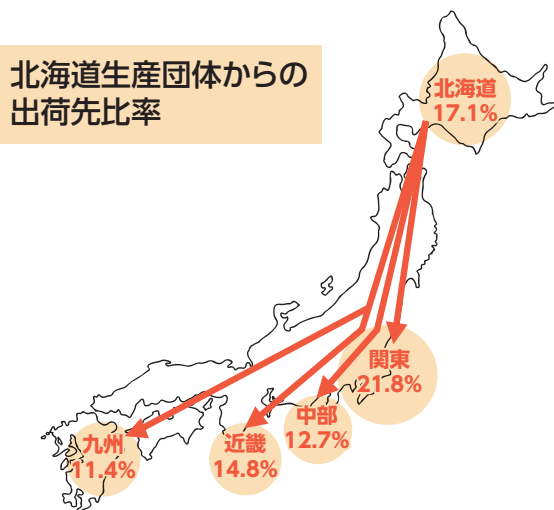 北海道生産団体からの
出荷先比率
北海道
17.1%
関東
21.8%
中部
12.7%
近畿
14.8%
九州
11.4%